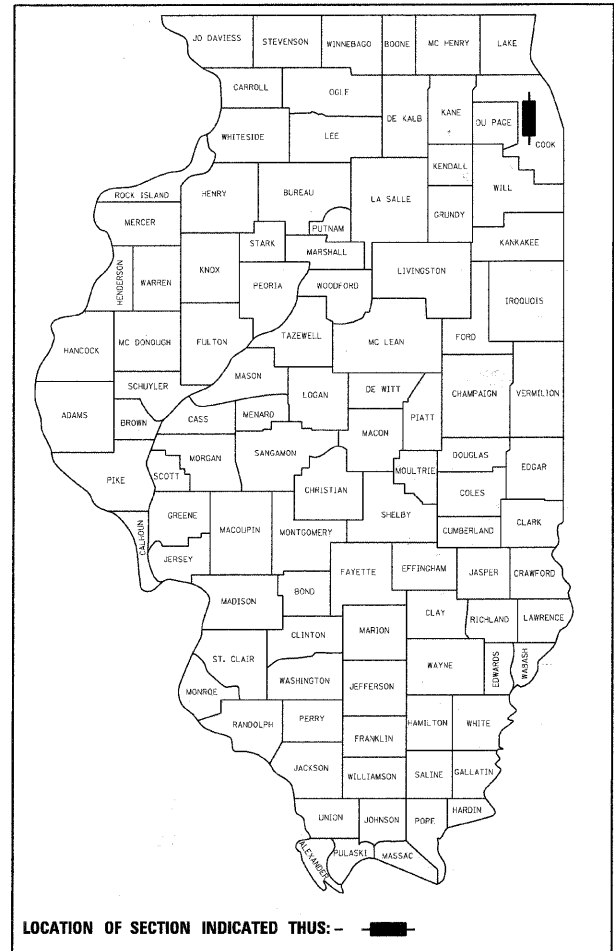 JO DAVIESS STEVENSON WINNEBAGO BOONE MC HENRY LAKE
CARROLL OGLE
DE KALB KANE DU PAGE
COOK
WHITESIDE LEE
KENDALL WILL
ROCK ISLAND HENRY BUREAU LA SALLE
GRUNDY
MERCER PUTNAM
KANKAKEE
STARK MARSHALL
HENDERSON WARREN KNOX LIVINGSTON
PEORIA WOODFORD IROQUOIS
TAZEWELL MC LEAN FORD
HANCOCK MC DONOUGH FULTON
MASON
SCHUYLER LOGAN DE WITT CHAMPAIGN VERMILION
ADAMS BROWN CASS MENARD PIATT
MACON
MORGAN SANGAMON DOUGLAS
PIKE SCOTT CHRISTIAN MOULTRIE COLES EDGAR
GREENE SHELBY
CALHOUN MACOUPIN MONTGOMERY CUMBERLAND CLARK
JERSEY
FAYETTE EFFINGHAM JASPER CRAWFORD
MADISON BOND
CLAY RICHLAND LAWRENCE
CLINTON MARION
ST. CLAIR WAYNE EDWARDS WABASH
WASHINGTON JEFFERSON
MONROE
RANDOLPH PERRY HAMILTON WHITE
FRANKLIN
JACKSON WILLIAMSON SALINE GALLATIN
UNION JOHNSON POPE HARDIN
ALEXANDER PULASKI MASSAC
LOCATION OF SECTION INDICATED THUS: -